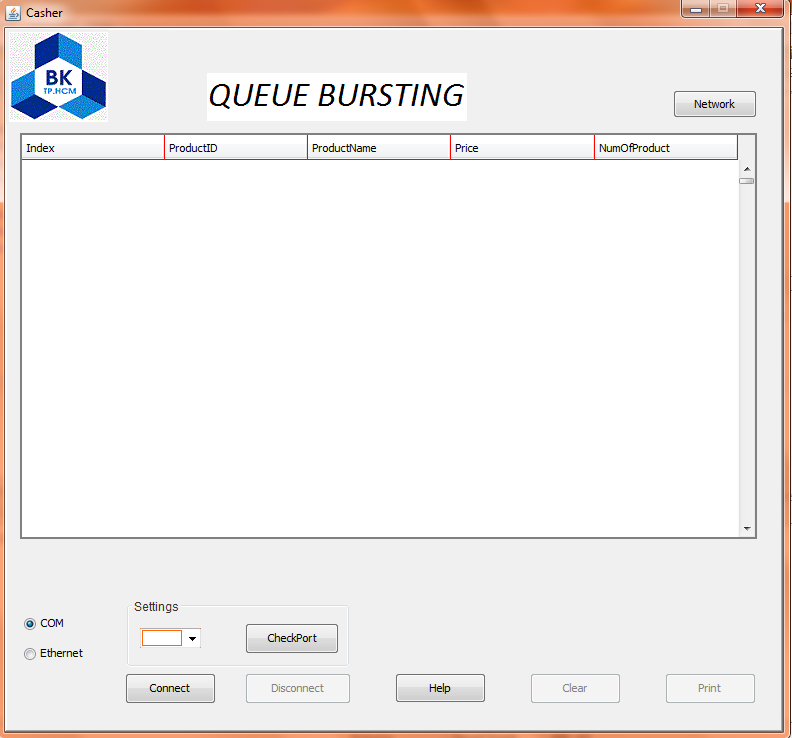 Casher
BK
TP.HCM
QUEUE BURSTING
Network
Index ProductID ProductName Price NumOfProduct
Settings
COM
CheckPort
Ethernet
Connect Disconnect Help Clear Print